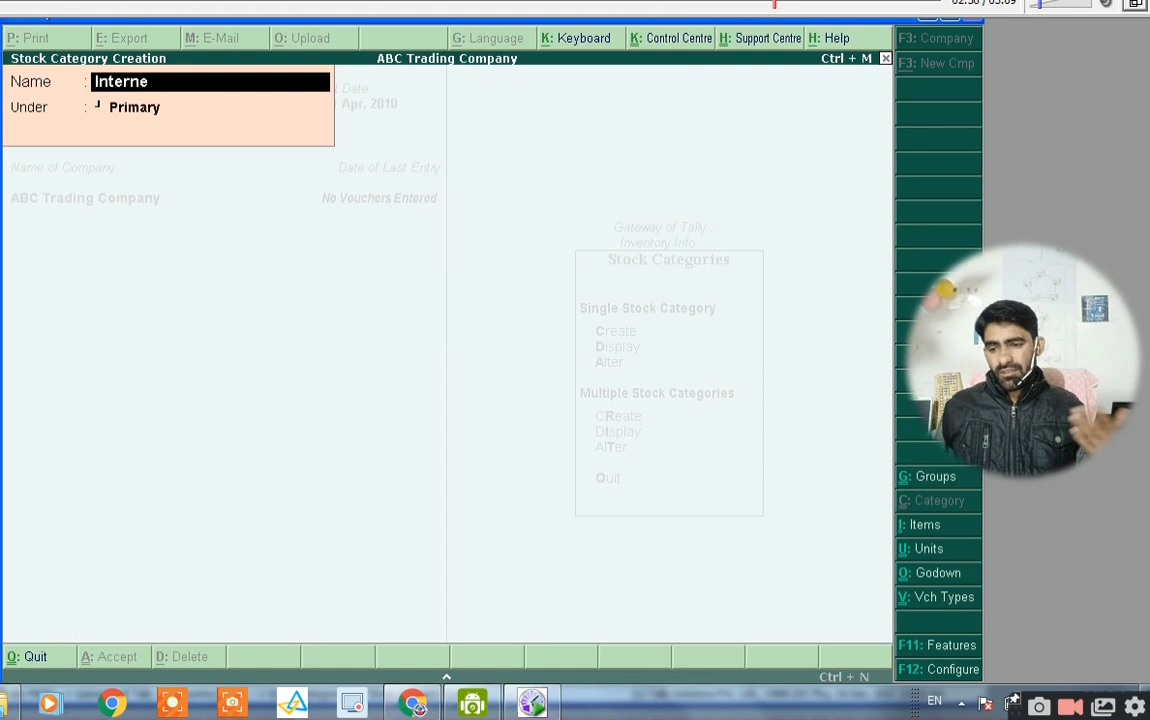 P: Print E: Export M: E-Mail O: Upload G: Language K: Keyboard K: Control Centre H: Support Centre H: Help
F3: Company
Stock Category Creation ABC Trading Company Ctrl + M
F3: New Cmp
Name : Interne
Date
Under : Primary
Apr, 2010
Name of Company Date of Last Entry
ABC Trading Company No Vouchers Entered
Gateway of Tally ...
Inventory Info. .....
Stock Categories
Single Stock Category
Create
Display
Alter
Multiple Stock Categories
CReate
DIsplay
AlTer
Quit
G: Groups
C: Category
I: Items
U: Units
O: Godown
V: Vch Types
F11: Features
F12: Configure
Q: Quit A: Accept D: Delete
Ctrl + N
EN